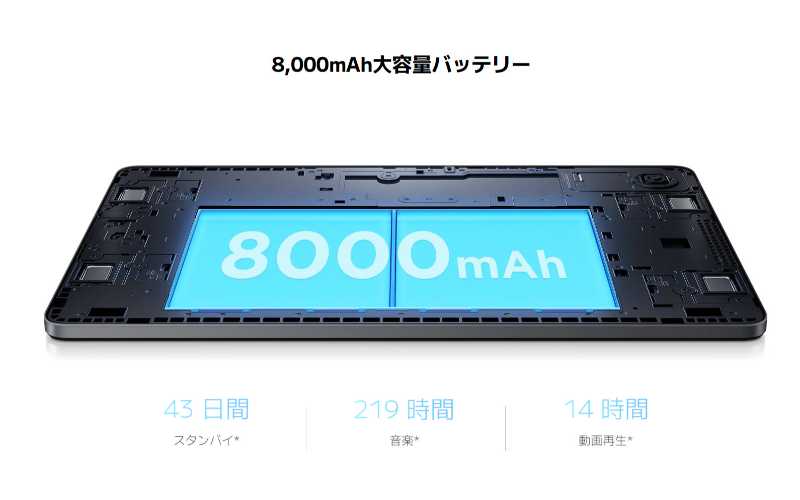 8,000mAh大容量バッテリー
8000mAh
43 日間
スタンバイ*
219 時間
音楽*
14 時間
動画再生*